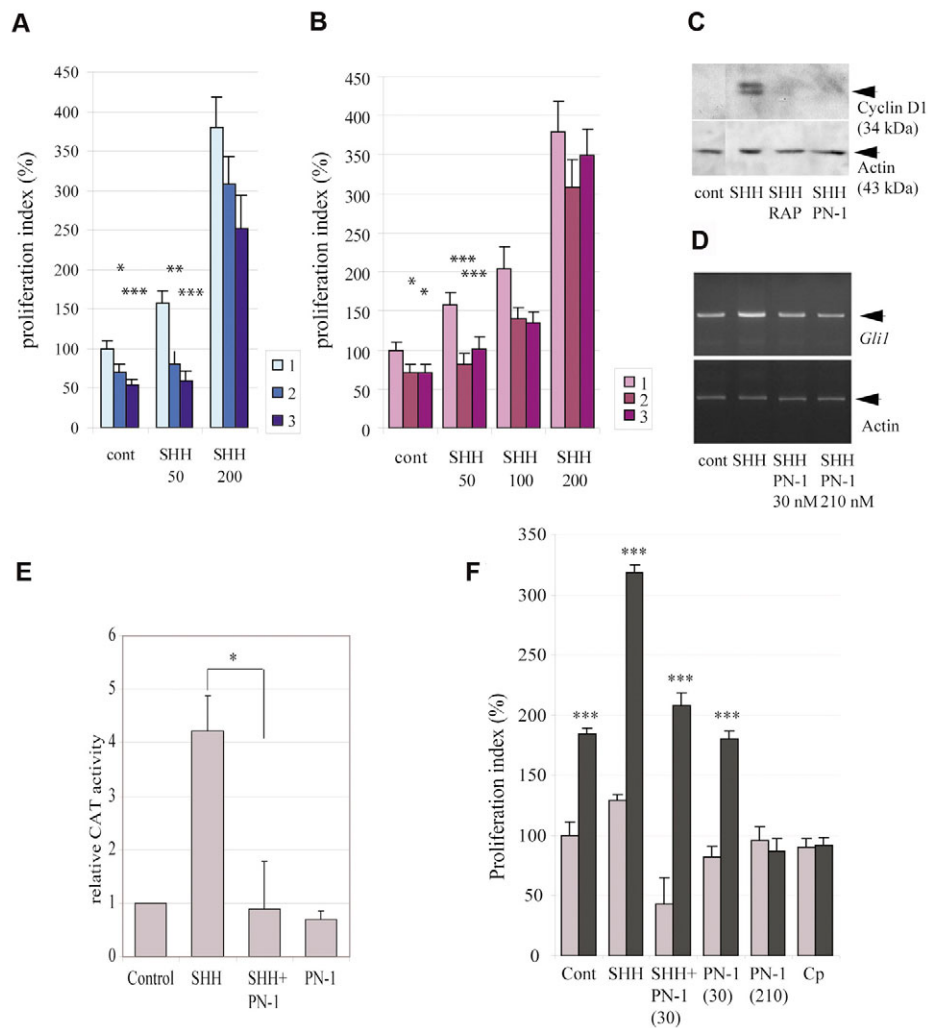 A
B
C
450
400
350
300
250
200
150
100
50
0
proliferation index (%)
*
***
**
***
cont
SHH
50
SHH
200
1
2
3
450
400
350
300
250
200
150
100
50
0
proliferation index (%)
*
*
***
***
cont
SHH
50
SHH
100
SHH
200
1
2
3
Cyclin D1
(34 kDa)
Actin
(43 kDa)
cont SHH SHH SHH
RAP PN-1
D
Gli1
Actin
cont SHH SHH SHH
PN-1 PN-1
30 nM 210 nM
E
6
5
4
3
2
1
0
relative CAT activity
*
Control SHH SHH+ PN-1
PN-1
F
350
300
250
200
150
100
50
0
Proliferation index (%)
***
***
***
***
Cont SHH SHH+ PN-1 PN-1 Cp
PN-1 (30) (210)
(30)